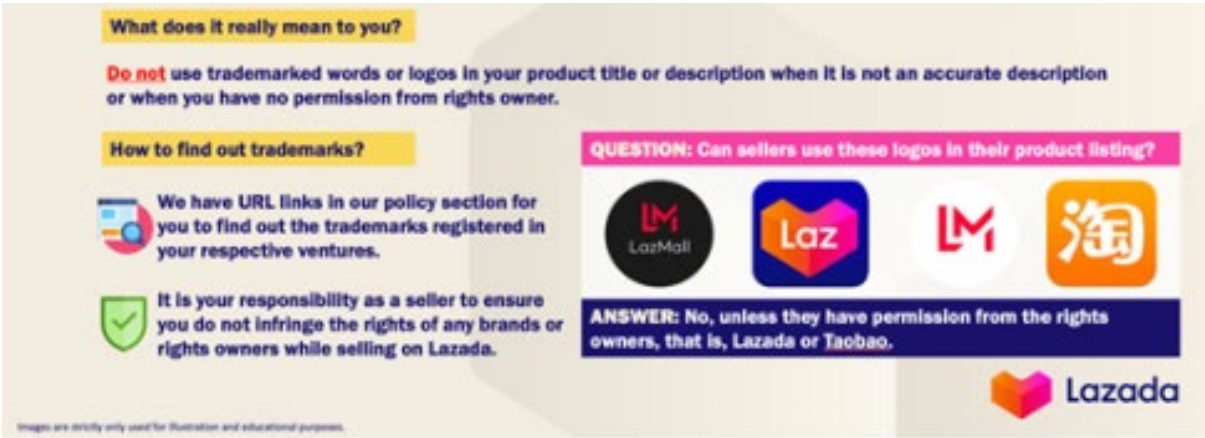 What does it really mean to you?
Do not use trademarked words or logos in your product title or description when it is not an accurate description
or when you have no permission from rights owner.
How to find out trademarks?
We have URL links in our policy section for
you to find out the trademarks registered in
your respective ventures.
It is your responsibility as a seller to ensure
you do not infringe the rights of any brands or
rights owners while selling on Lazada.
QUESTION: Can sellers use these logos in their product listing?
LM
LazMall
Laz
LM
淘
ANSWER: No, unless they have permission from the rights
owners, that is, Lazada or Taobao.
Lazada
Images are strictly only used for illustration and educational purposes.